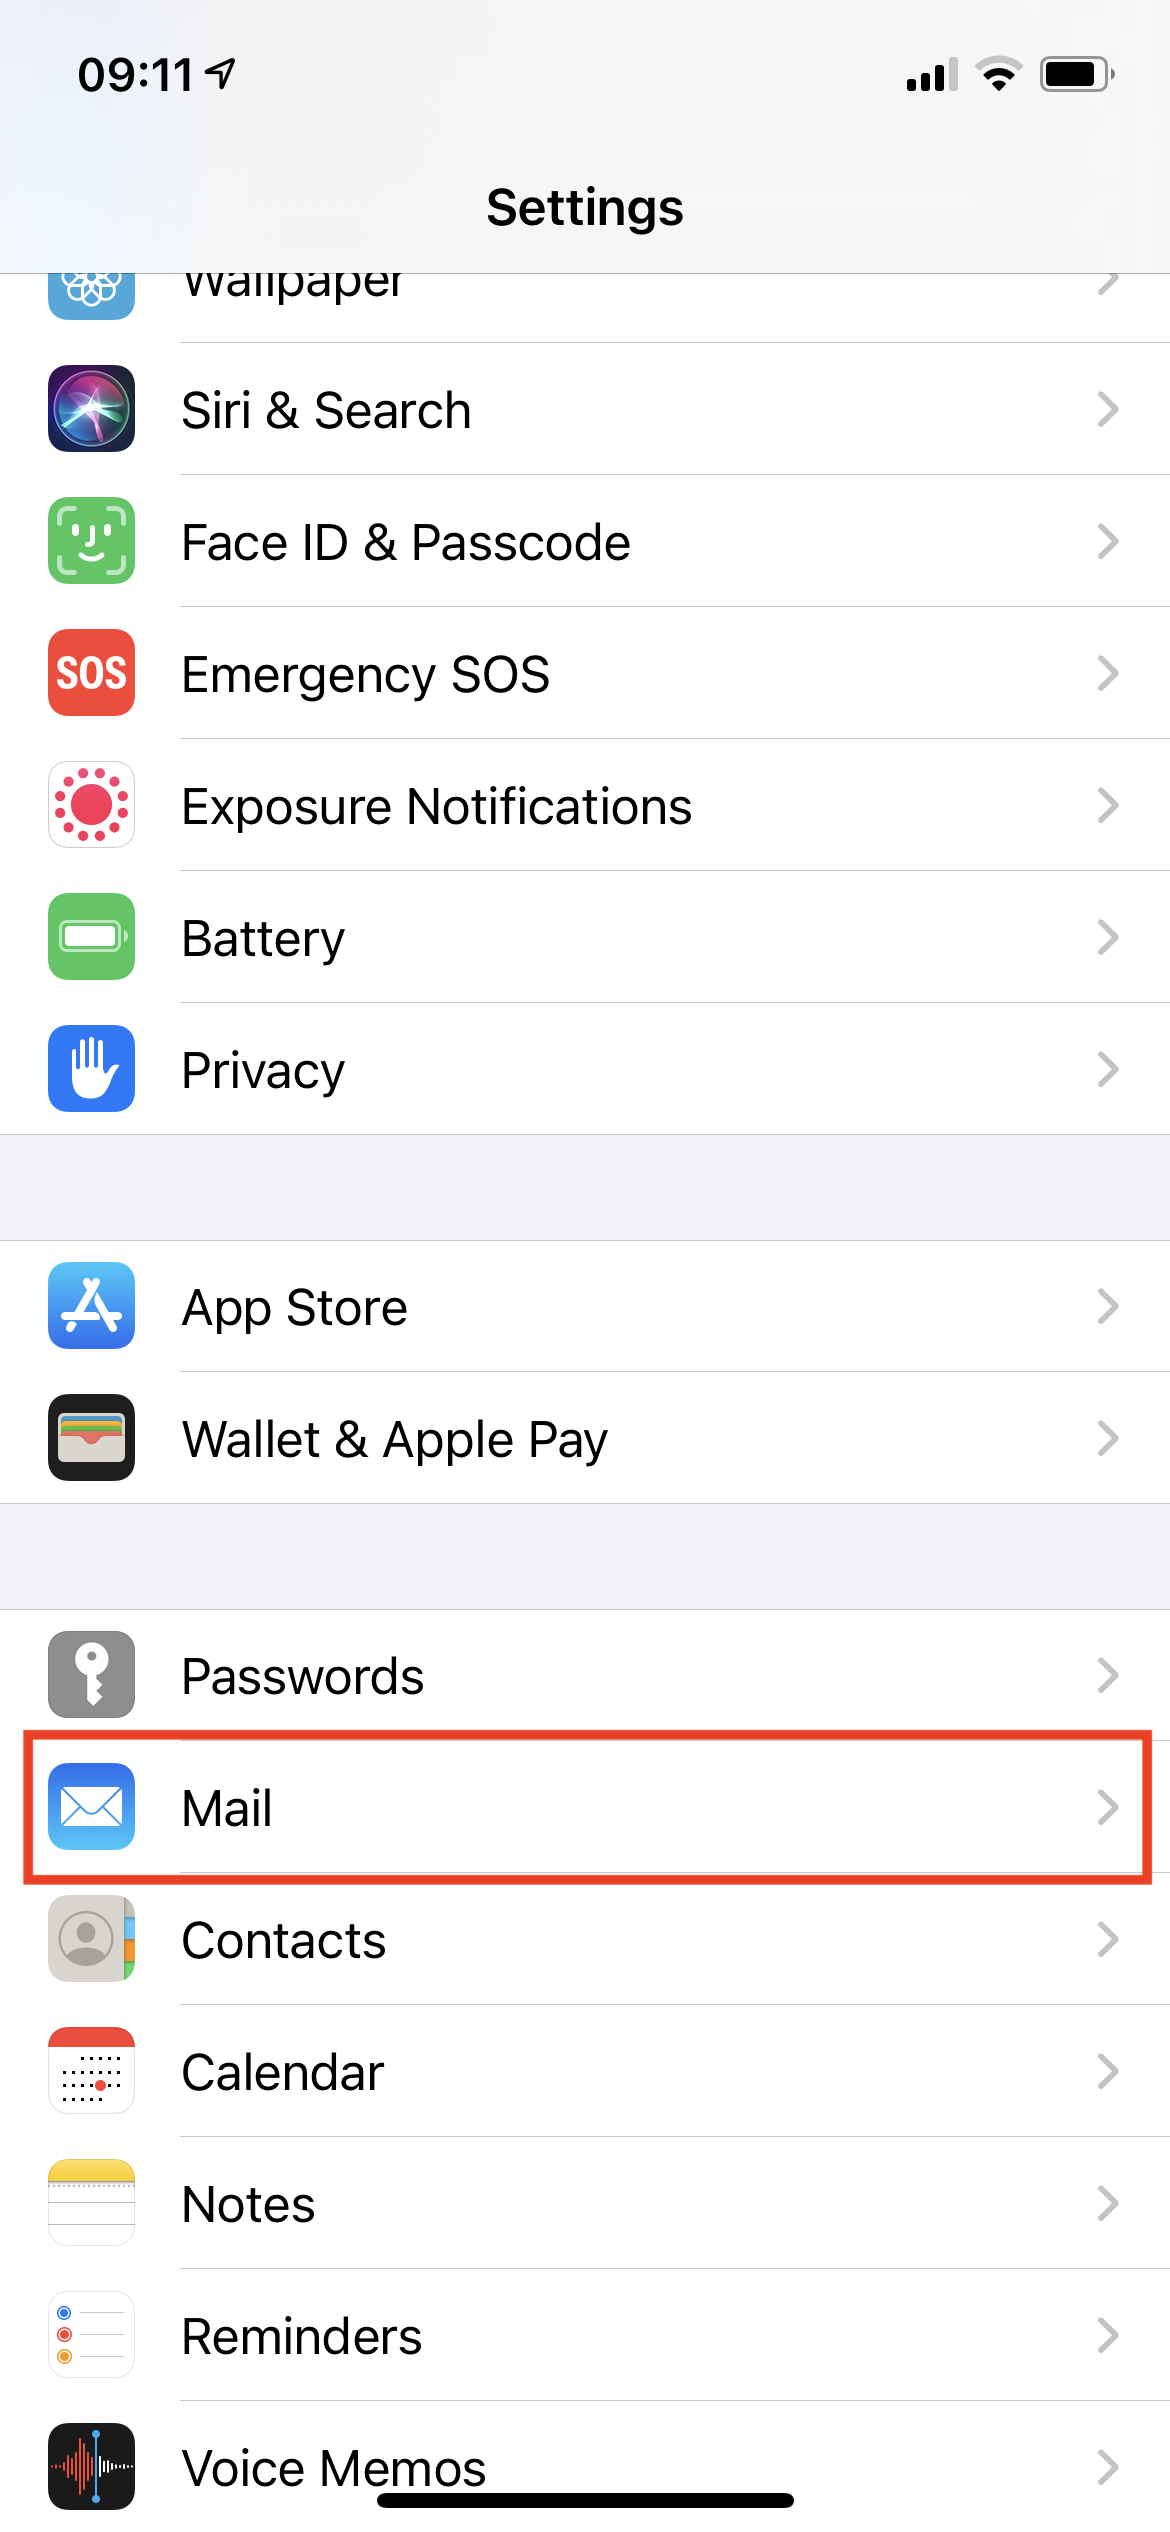 09:11
Settings
Wallpaper
Siri & Search
Face ID & Passcode
SOS
Emergency SOS
Exposure Notifications
Battery
Privacy
App Store
Wallet & Apple Pay
Passwords
Mail
Contacts
Calendar
Notes
Reminders
Voice Memos